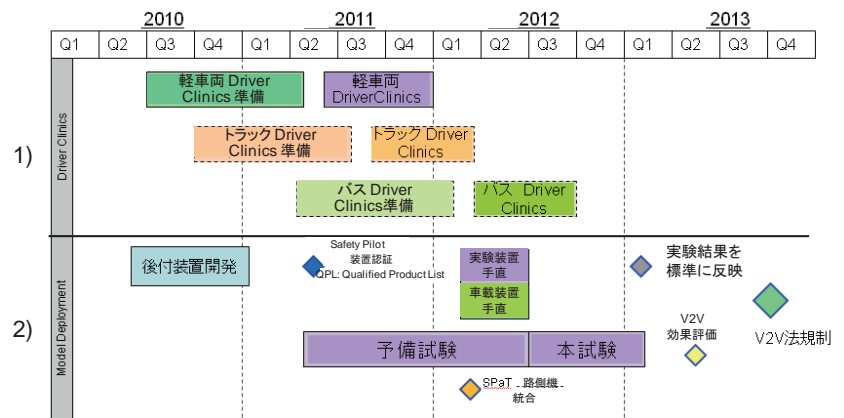 2010 2011 2012 2013
Q1 Q2 Q3 Q4 Q1 Q2 Q3 Q4 Q1 Q2 Q3 Q4 Q1 Q2 Q3 Q4
1)
Driver Clinics
軽車両 Driver
Clinics 準備
軽車両
DriverClinics
トラック Driver
Clinics 準備
トラック Driver
Clinics
バス Driver
Clinics準備
バス Driver
Clinics
2)
Model Deployment
後付装置開発
Safety Pilot
装置認証
QPL: Qualified Product List
実験装置
手直
車載装置
手直
実験結果を
標準に反映
V2V
効果評価
V2V法規制
予備試験
本試験
SPaT 路側機
統合